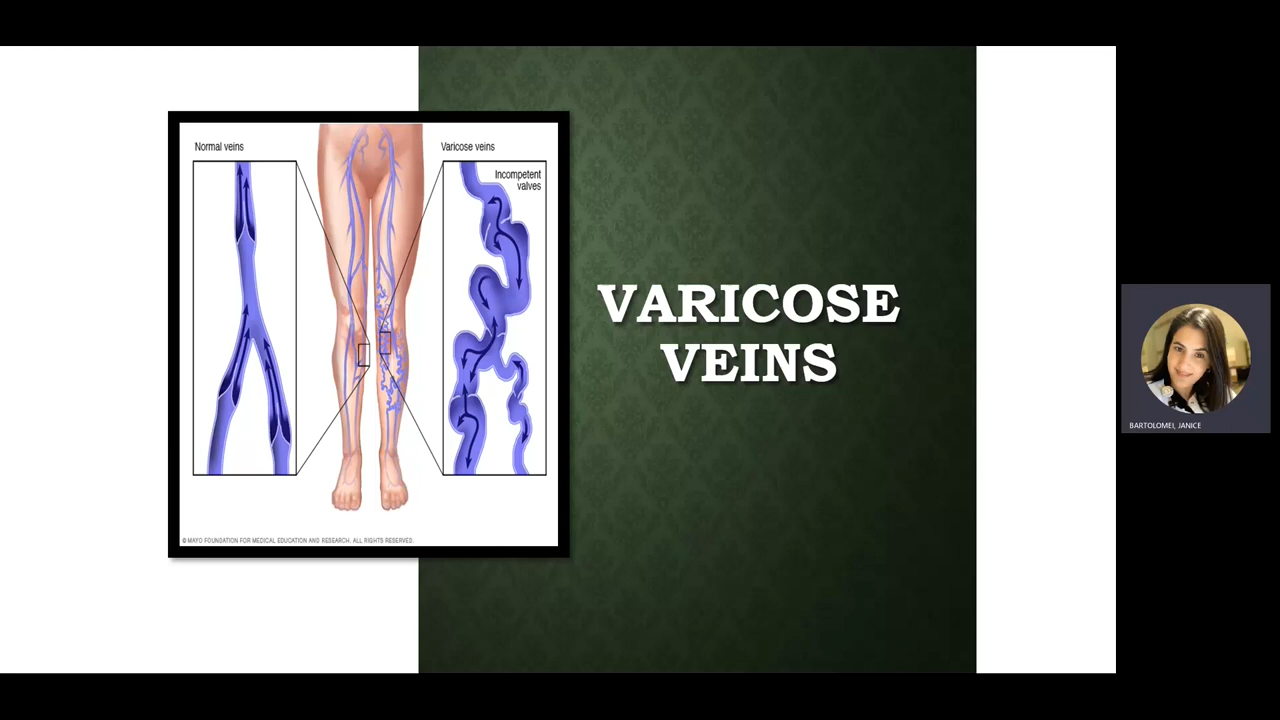 Normal veins
Varicose veins
Incompetent
valves
© MAYO FOUNDATION FOR MEDICAL EDUCATION AND RESEARCH. ALL RIGHTS RESERVED.
VARICOSE
VEINS
BARTOLOMEI, JANICE